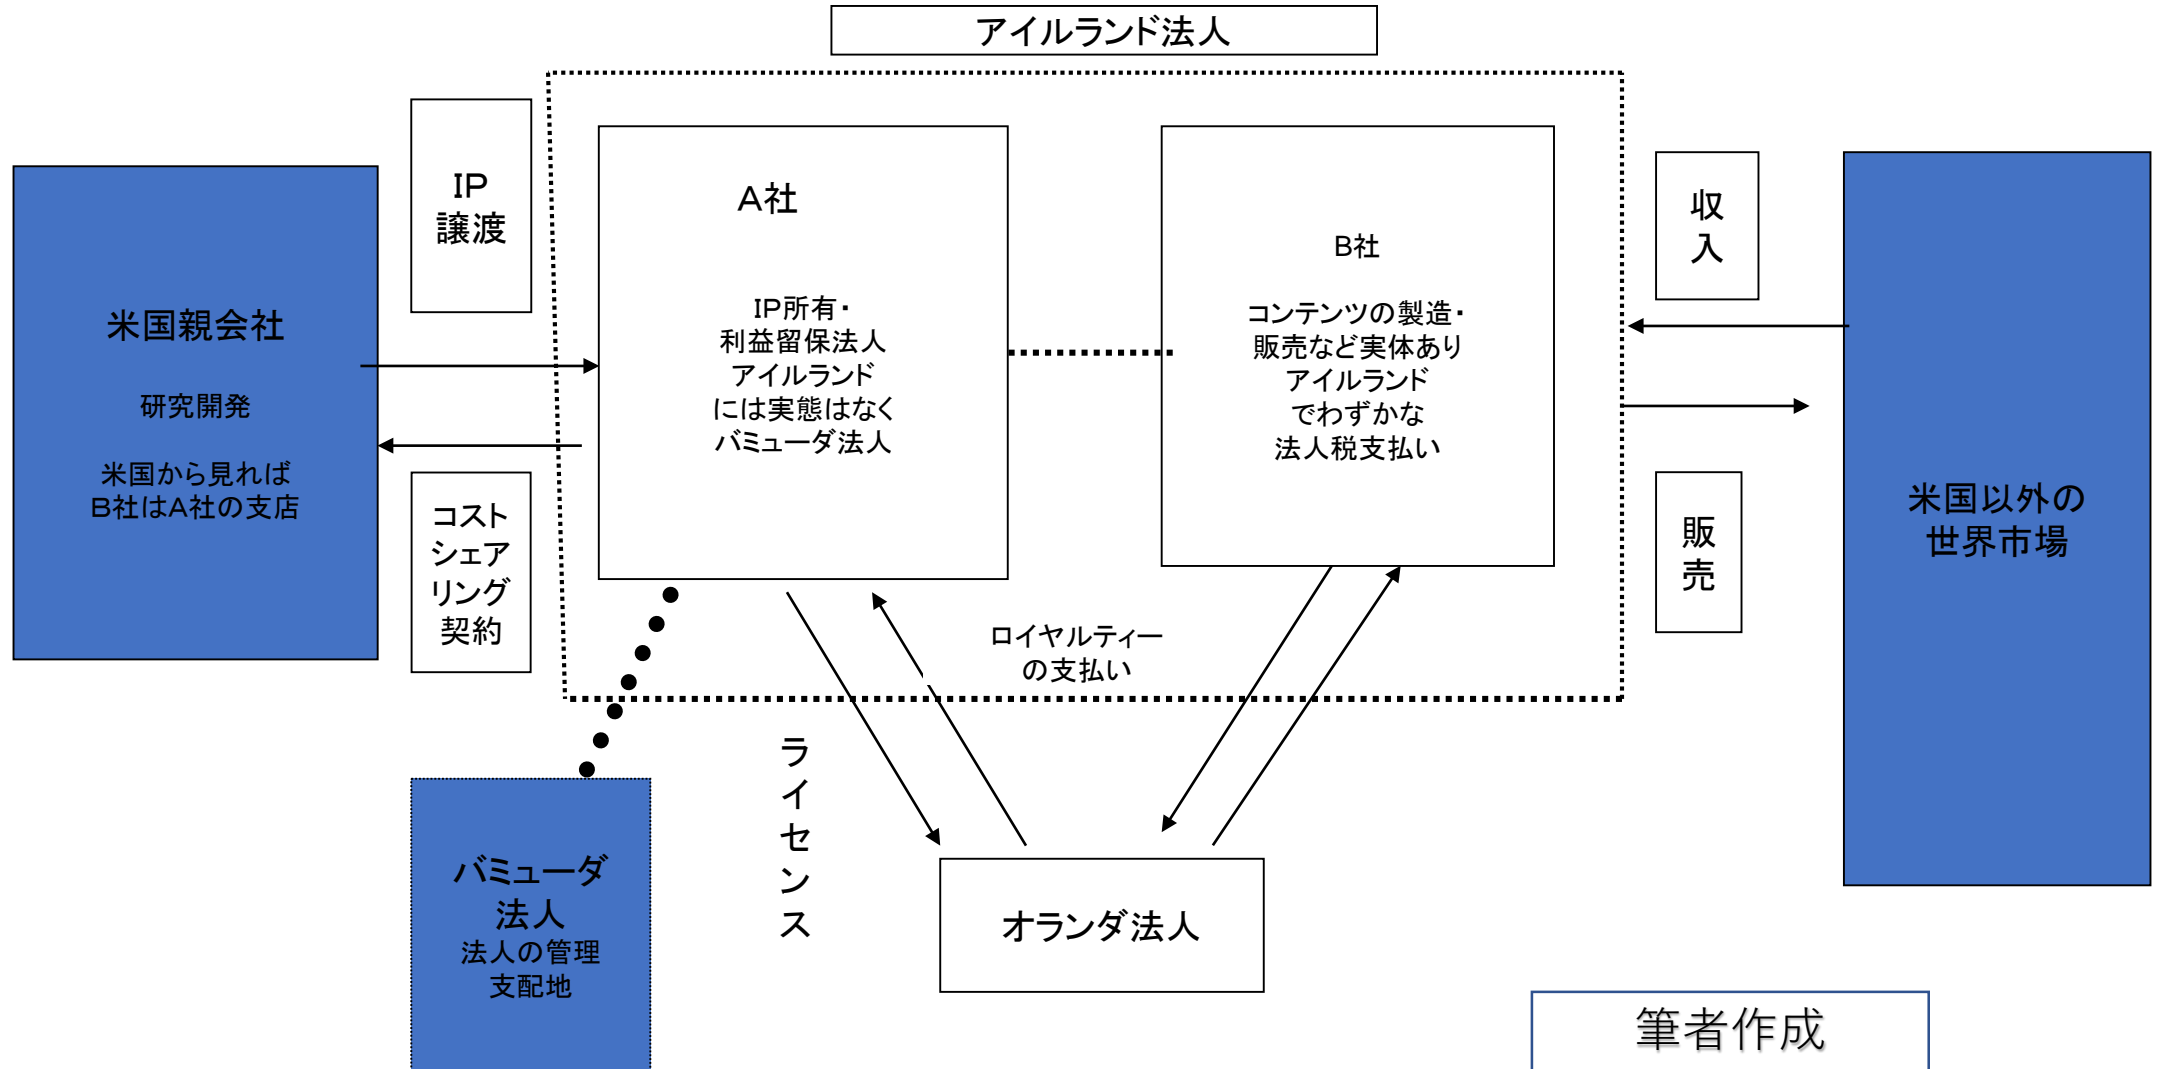 アイルランド法人
米国親会社
研究開発
米国から見れば
B社はA社の支店
IP
譲渡
コスト
シェア
リング
契約
A社
IP所有・
利益留保法人
アイルランド
には実態はなく
バミューダ法人
B社
コンテンツの製造・
販売など実体あり
アイルランド
でわずかな
法人税支払い
収
入
販
売
米国以外の
世界市場
ロイヤルティー
の支払い
ライセンス
バミューダ
法人
法人の管理
支配地
オランダ法人
筆者作成